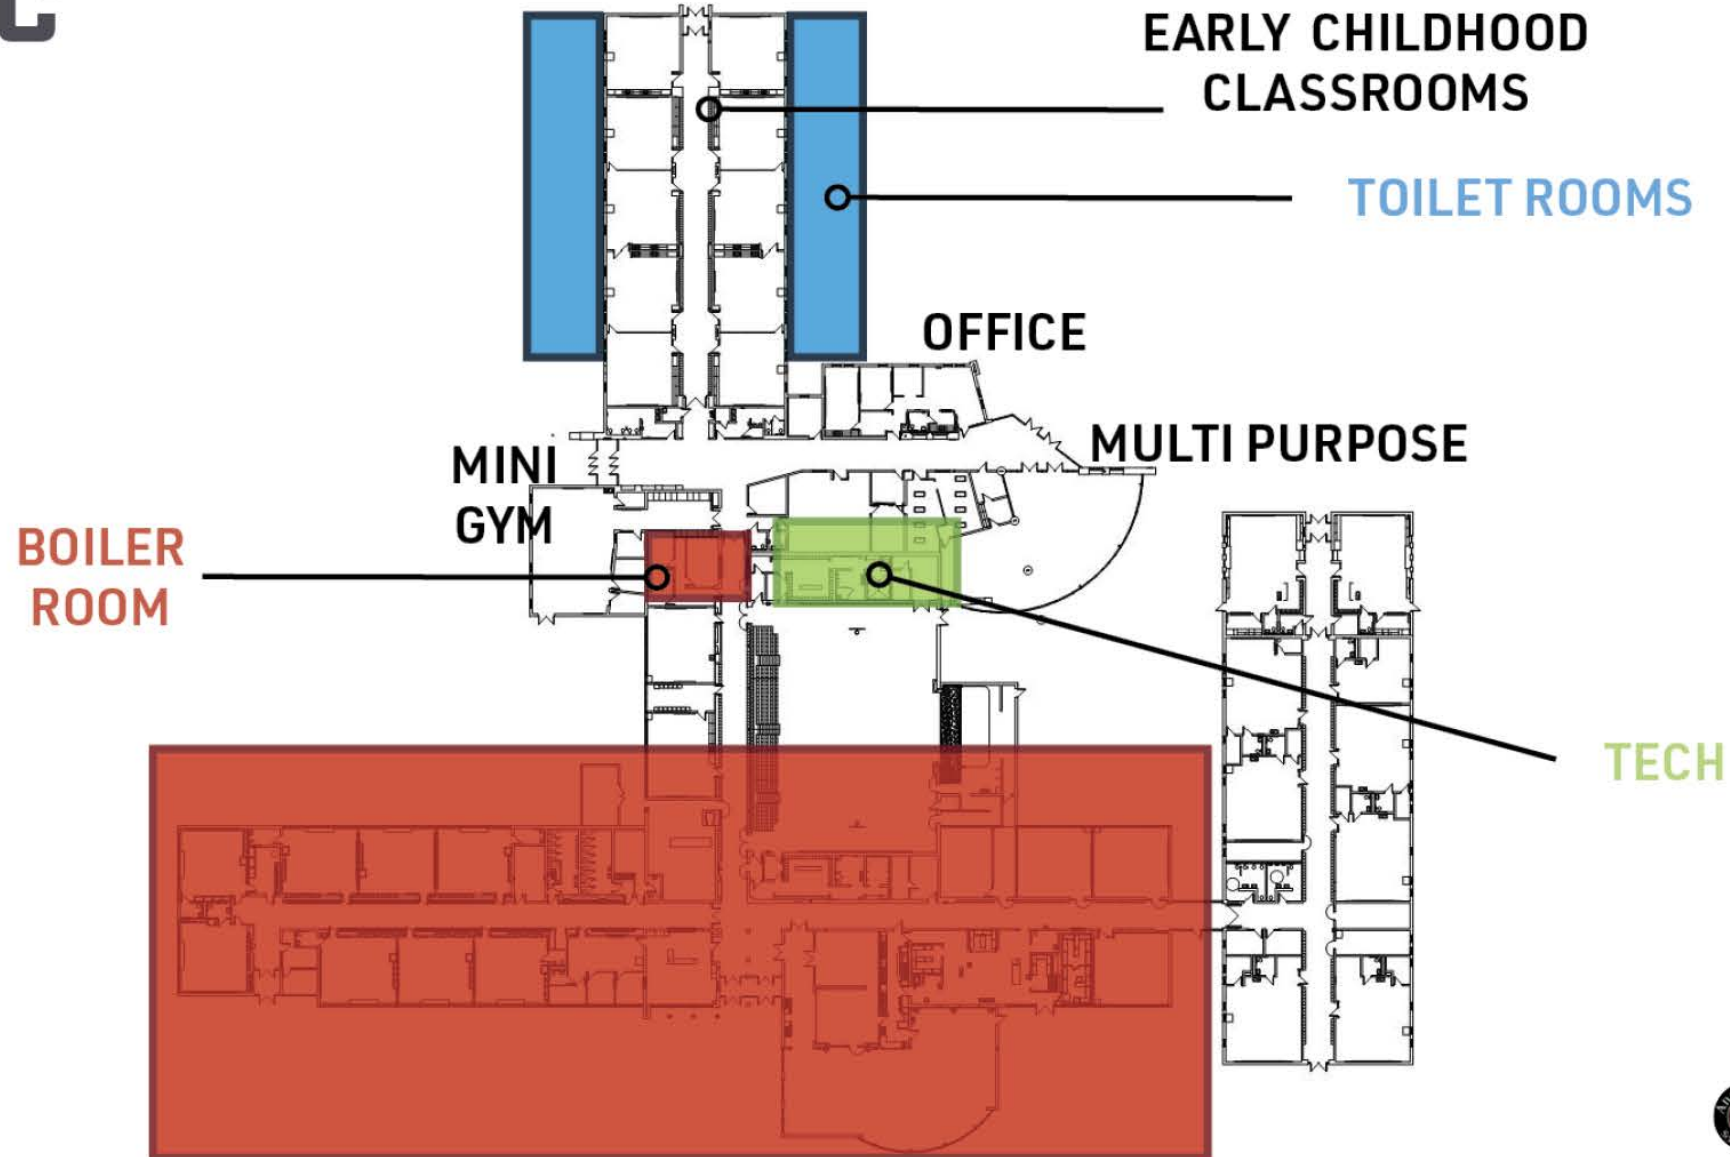 EARLY CHILDHOOD
CLASSROOMS
TOILET ROOMS
OFFICE
MULTI PURPOSE
MINI
GYM
BOILER
ROOM
TECH